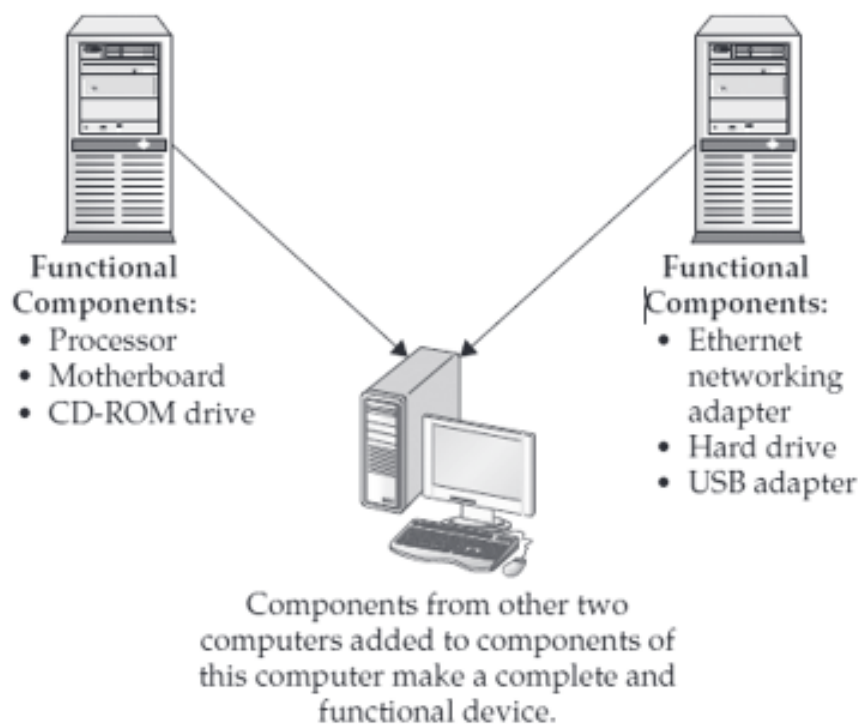 Functional
Components:
• Processor
• Motherboard
• CD-ROM drive
Functional
Components:
• Ethernet
networking
adapter
• Hard drive
• USB adapter
Components from other two
computers added to components of
this computer make a complete and
functional device.